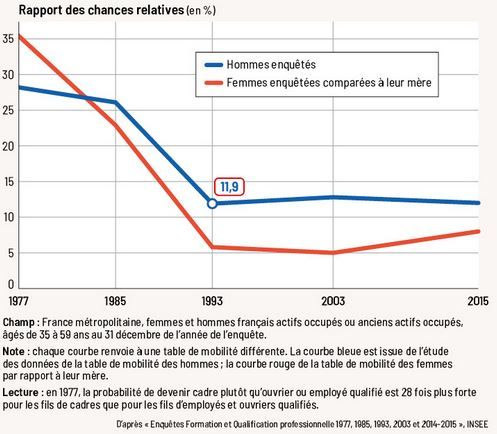 Rapport des chances relatives (en %)
35
30
25
20
15
10
5
0
Hommes enquêtés
Femmes enquêtées comparées à leur mère
11,9
1977 1985 1993 2003 2015
Champ : France métropolitaine, femmes et hommes français actifs occupés ou anciens actifs occupés,
âgés de 35 à 59 ans au 31 décembre de l'année de l'enquête.
Note : chaque courbe renvoie à une table de mobilité différente. La courbe bleue est issue de l'étude
des données de la table de mobilité des hommes ; la courbe rouge de la table de mobilité des femmes
par rapport à leur mère.
Lecture : en 1977, la probabilité de devenir cadre plutôt qu'ouvrier ou employé qualifié est 28 fois plus forte
pour les fils de cadres que pour les fils d'employés et ouvriers qualifiés.
D'après « Enquêtes Formation et Qualification professionnelle 1977, 1985, 1993, 2003 et 2014-2015 », INSEE